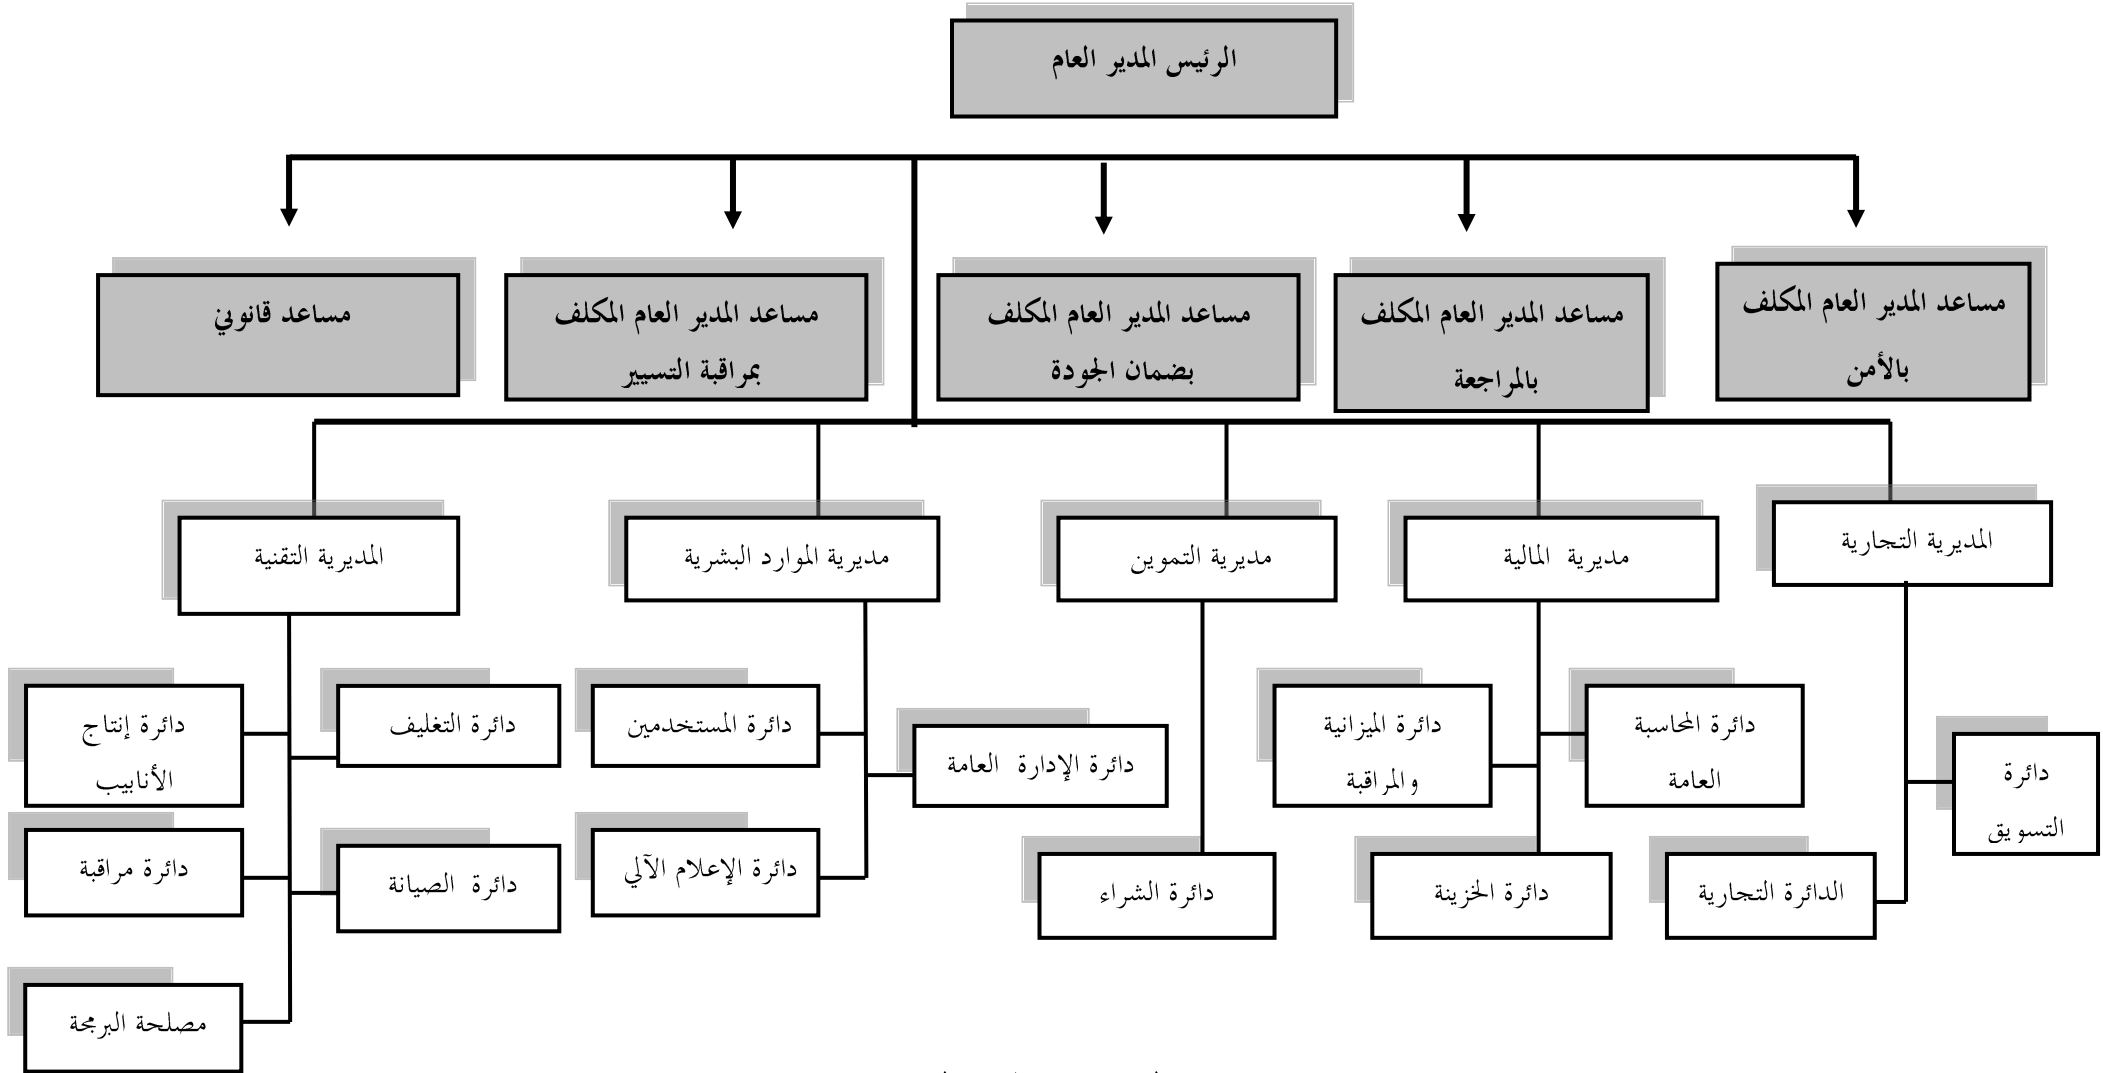 الرئيس المدير العام
مساعد المدير العام المكلف
بالأمن
مساعد المدير العام المكلف
بالمراجعة
مساعد المدير العام المكلف
بضمان الجودة
مساعد المدير العام المكلف
بمراقبة التسيير
مساعد قانوني
المديرية التجارية
مديرية المالية
مديرية التموين
مديرية الموارد البشرية
المديرية التقنية
دائرة
التسويق
الدائرة التجارية
دائرة المحاسبة
العامة
دائرة الميزانية
والمراقبة
دائرة الخزينة
دائرة الشراء
دائرة الإدارة العامة
دائرة المستخدمين
دائرة الإعلام الآلي
دائرة التغليف
دائرة إنتاج
الأنابيب
دائرة الصيانة
دائرة مراقبة
مصلحة البرمجة